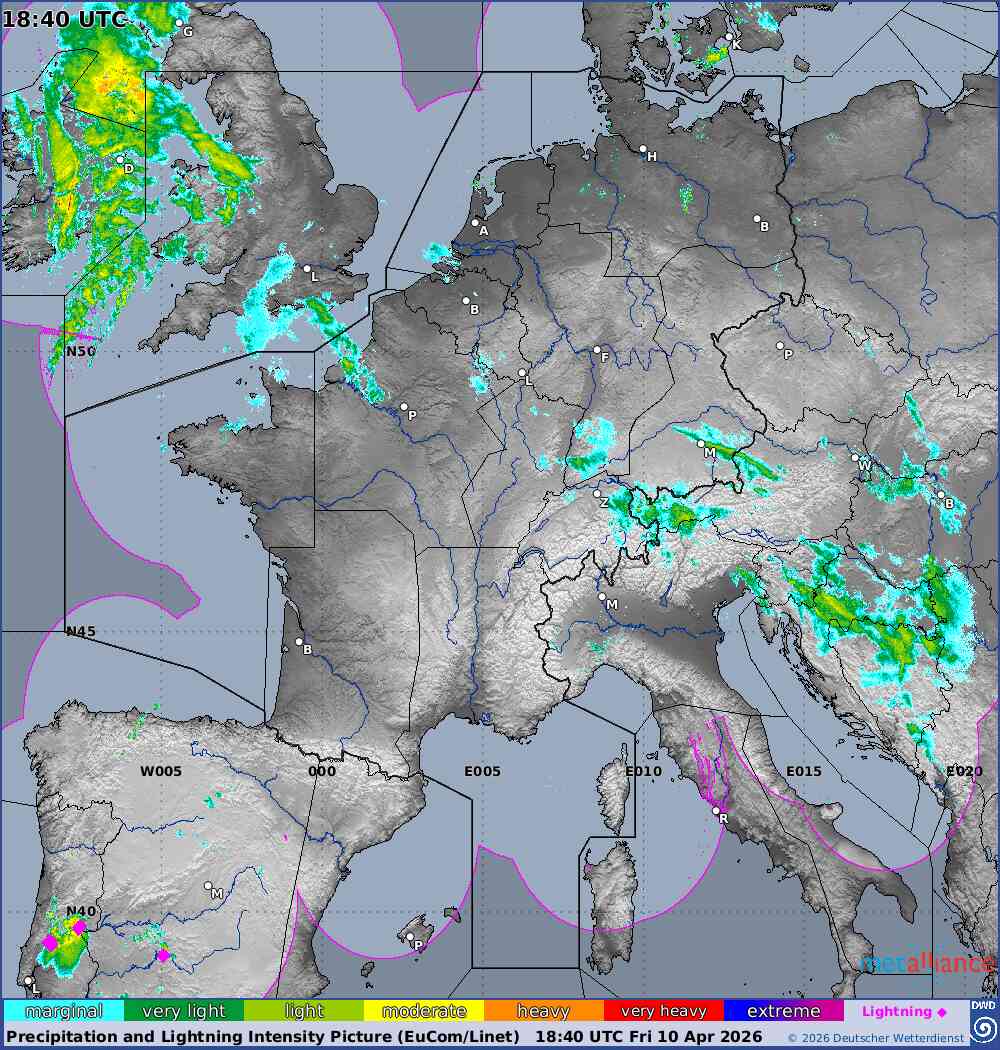 18:40 UTC
G
K
D
H
A
B
L
B
N50
F
P
L
P
M
W
Z
B
M
N45
B
W005
000
E005
E010
E015
E020
R
M
N40
P
L
metalliance
marginal
very light
light
moderate
heavy
very heavy
extreme
Lightning
DWD
Precipitation and Lightning Intensity Picture (EuCom/Linet) 18:40 UTC Fri 10 Apr 2026 © 2026 Deutscher Wetterdienst